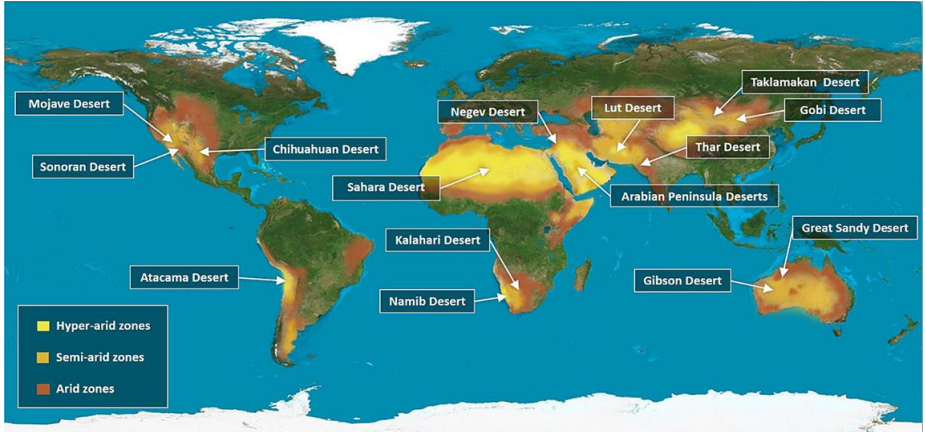 Taklamakan Desert
Mojave Desert
Negev Desert
Lut Desert
Gobi Desert
Sonoran Desert
Chihuahuan Desert
Thar Desert
Sahara Desert
Arabian Peninsula Deserts
Kalahari Desert
Great Sandy Desert
Atacama Desert
Gibson Desert
Namib Desert
Hyper-arid zones
Semi-arid zones
Arid zones